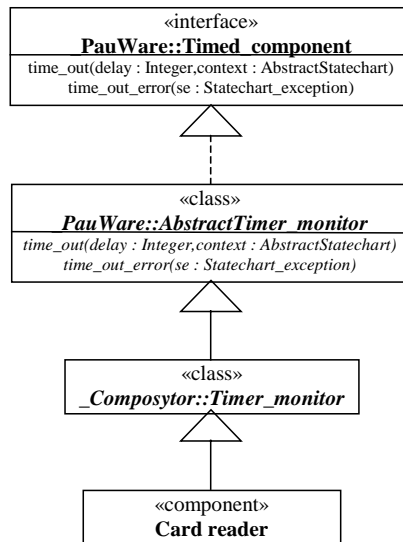 «interface»
PauWare::Timed_component
time_out(delay : Integer,context : AbstractStatechart)
time_out_error(se : Statechart_exception)
«class»
_PauWare::AbstractTimer_monitor
time_out(delay : Integer,context : AbstractStatechart)
time_out_error(se : Statechart_exception)
«class»
_Composytor::Timer_monitor
«component»
Card reader